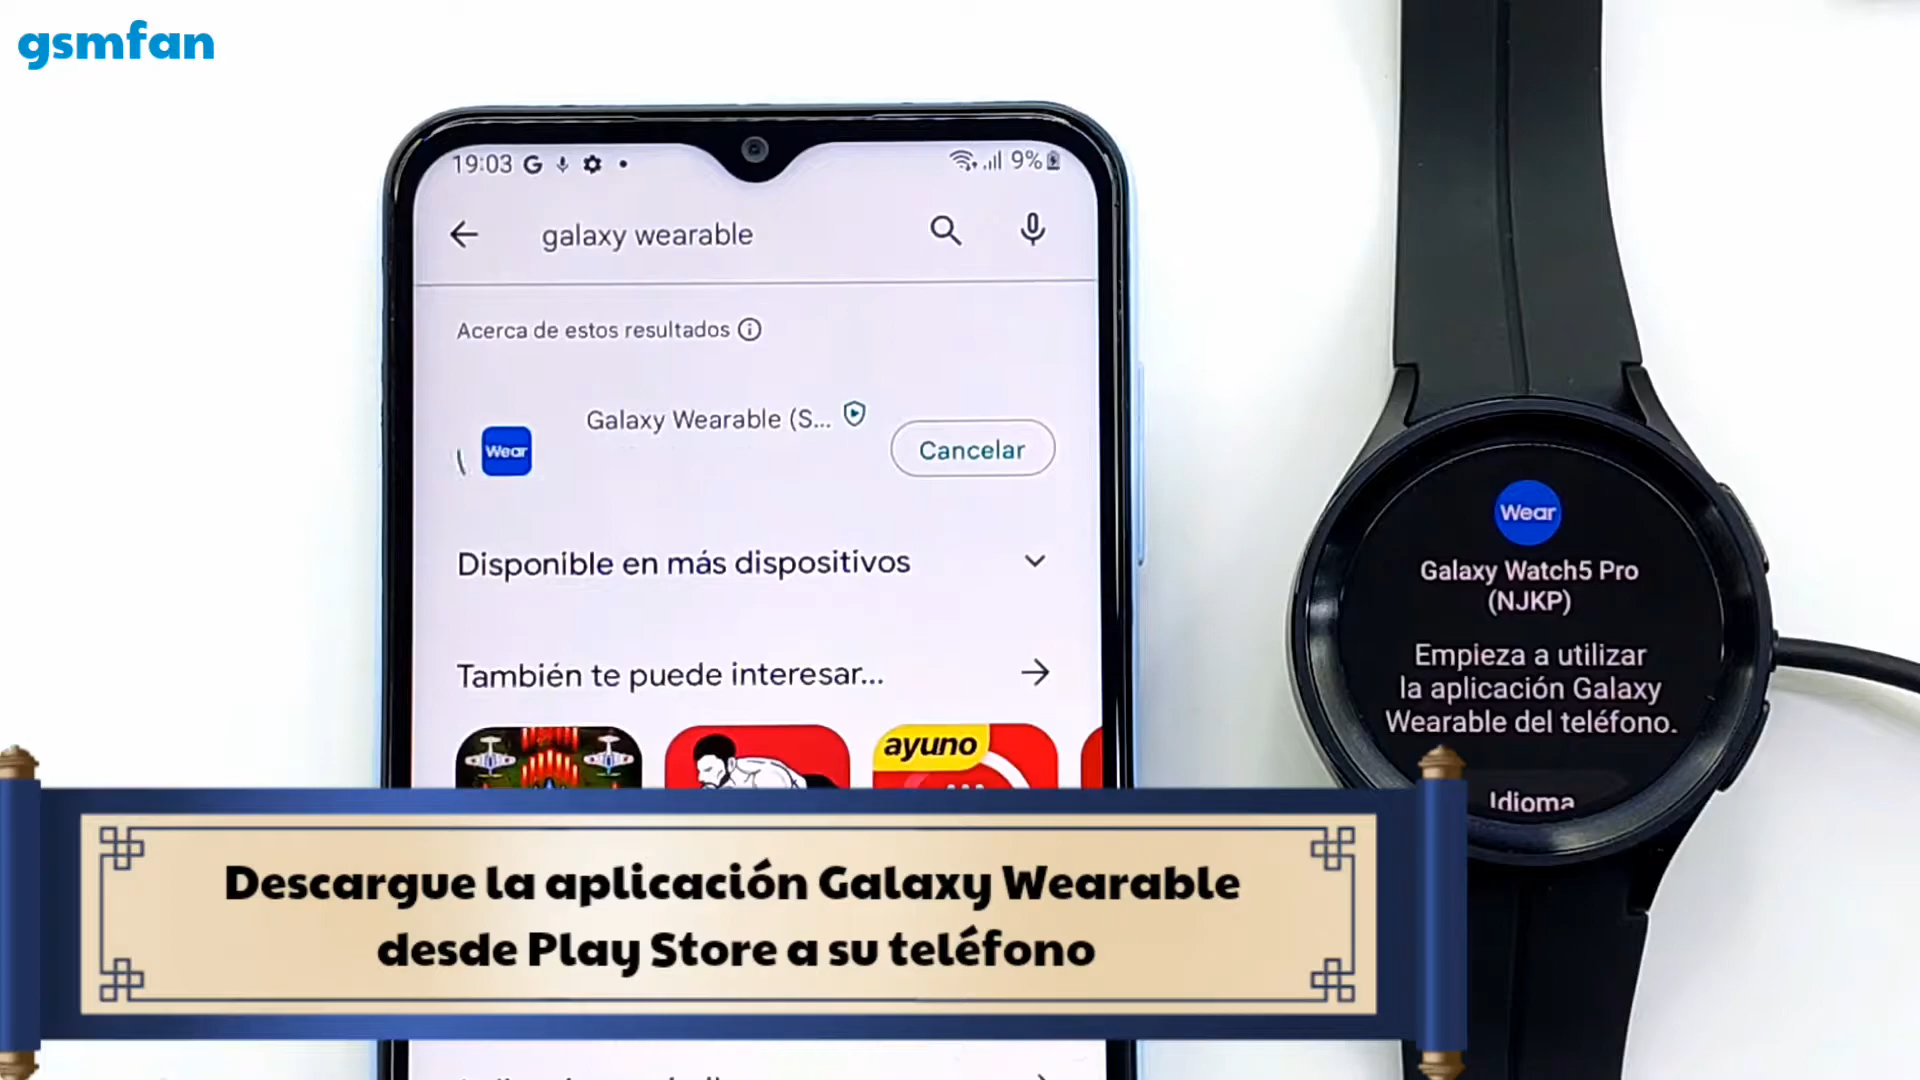 gsmfan
19:03
9%
galaxy wearable
Acerca de estos resultados
Wear
Galaxy Wearable (S...
Cancelar
Disponible en más dispositivos
También te puede interesar...
ayuno
Wear
Galaxy Watch5 Pro
(NJKP)
Empieza a utilizar
la aplicación Galaxy
Wearable del teléfono.
Idioma
Descargue la aplicación Galaxy Wearable
desde Play Store a su teléfono